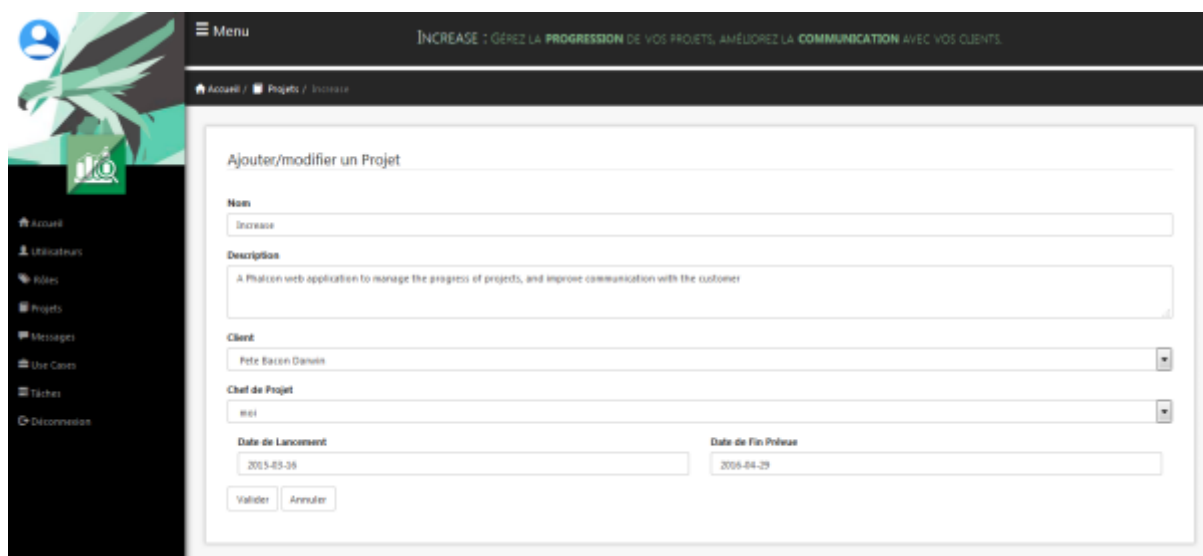 Menu
INCREASE : GÉREZ LA PROGRESSION DE VOS PROJETS, AMÉLIOREZ LA COMMUNICATION AVEC VOS CLIENTS.
Accueil / Projets / Increase
Ajouter/modifier un Projet
Nom
Increase
Description
A Phalcon web application to manage the progress of projects, and improve communication with the customer
Client
Pete Bacon Darwin
Chef de Projet
moi
Date de Lancement
Date de Fin Prévue
2015-03-16
2016-04-29
Valider
Annuler
Accueil
Utilisateurs
Rôles
Projets
Messages
Use Cases
Tâches
Déconnexion